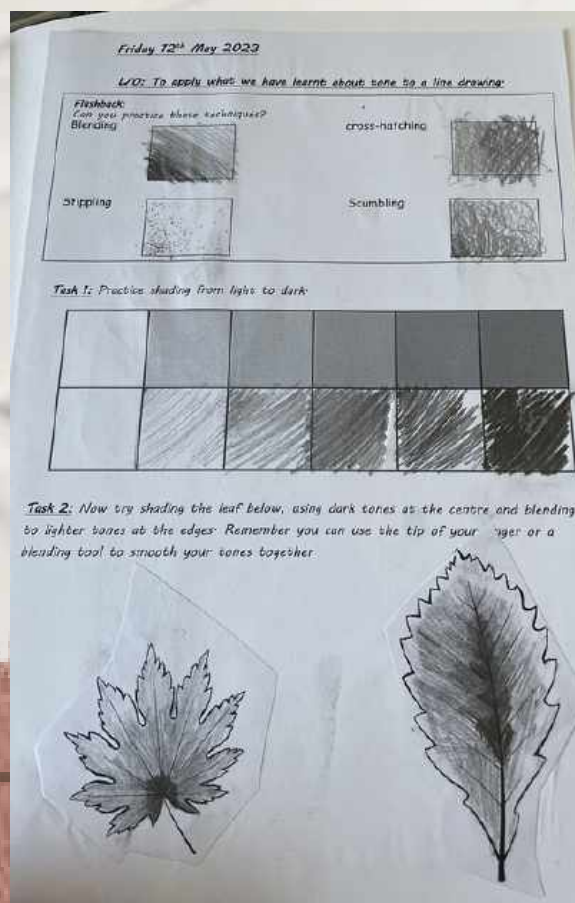 Friday 12th May 2023
L/O: To apply what we have learnt about tone to a line drawing.
Flashback:
Can you practice these techniques?
Blending
cross-hatching
Stippling
Scumbling
Task 1: Practice shading from light to dark.
Task 2: Now try shading the leaf below, using dark tones at the centre and blending
to lighter tones at the edges. Remember you can use the tip of your or a
blending tool to smooth your tones together